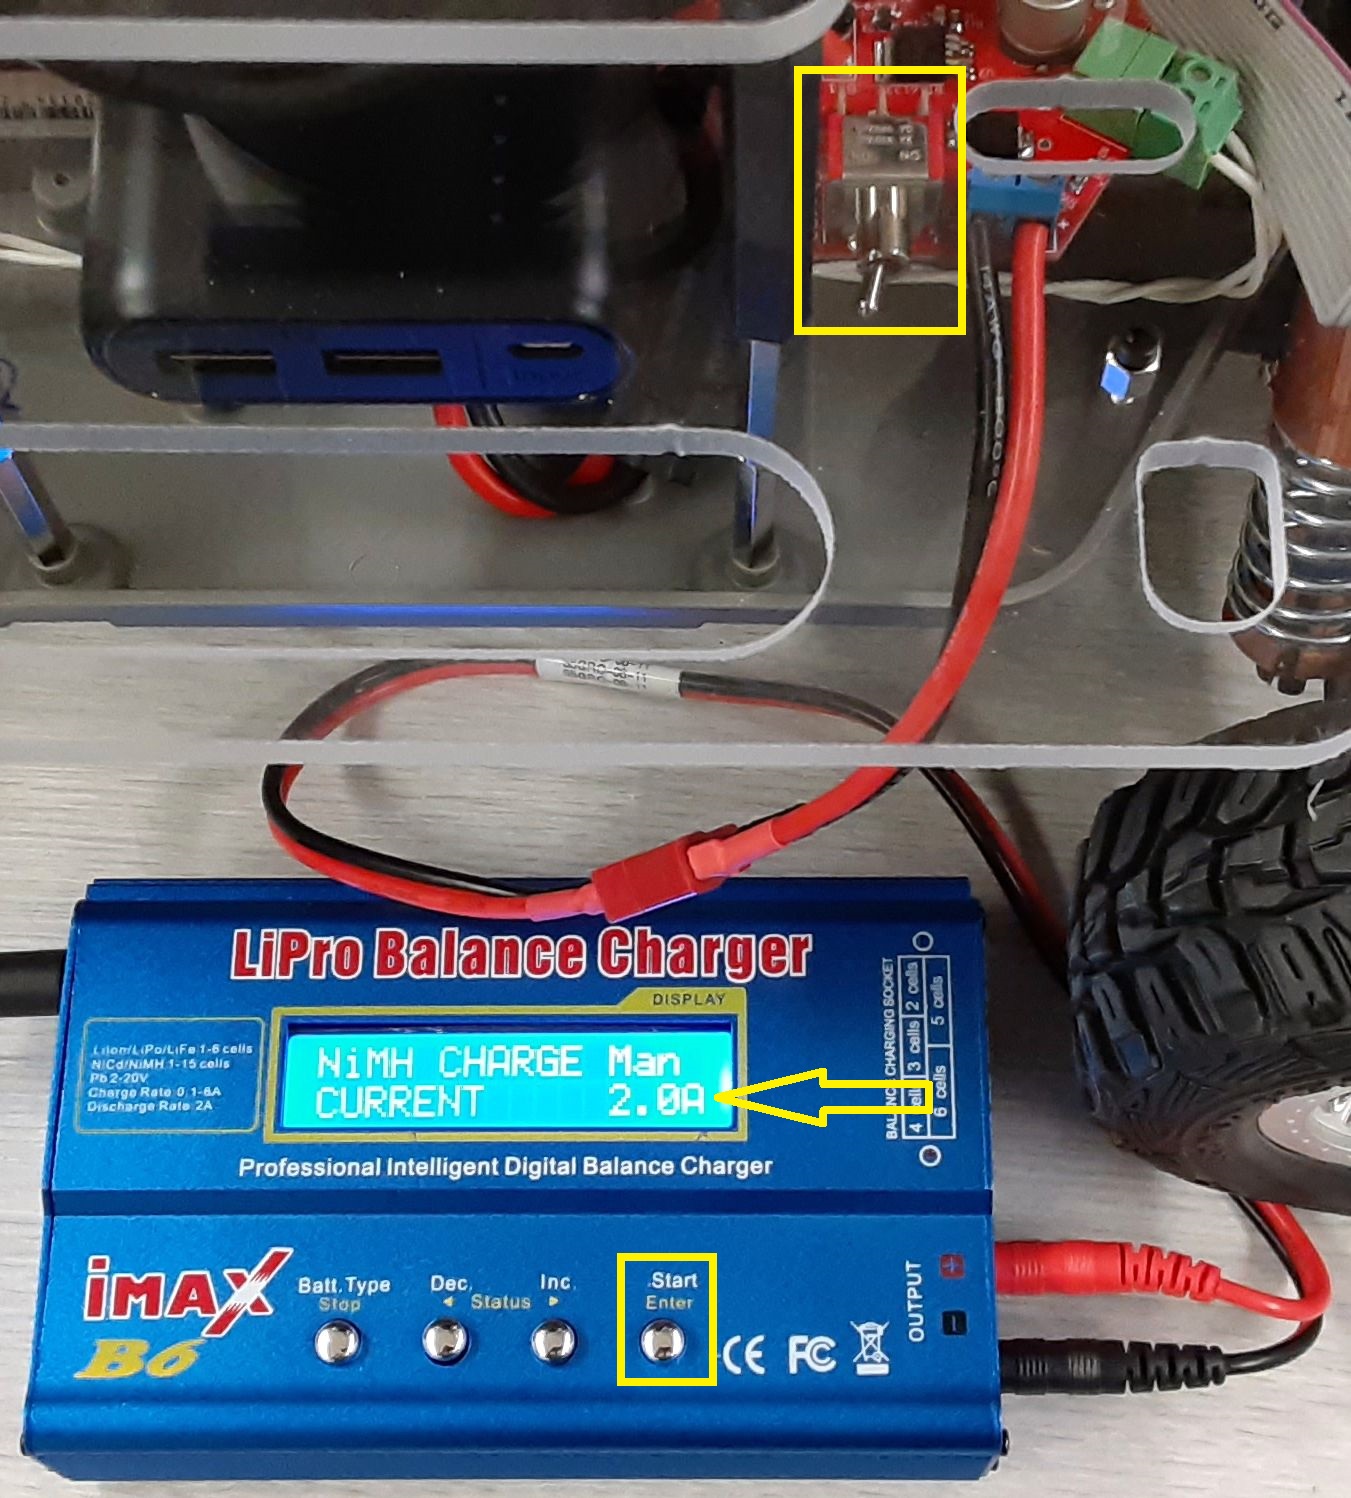 LiPro Balance Charger
DISPLAY
NiMH CHARGE Man
CURRENT 2.0A
LiIon/LiPo/LiFe 1-6 cells
NiCd/NiMH 1-15 cells
Pb 2-20V
Charge Rate 0.1-6A
Discharge Rate 2A
Professional Intelligent Digital Balance Charger
BALANCE CHARGING SOCKET
2 cells
3 cells
4
5 cells
6 cells
iMAX
B6
Batt. Type
Stop
Dec.
Inc.
Status
Start
Enter
CE FC
OUTPUT
+
-